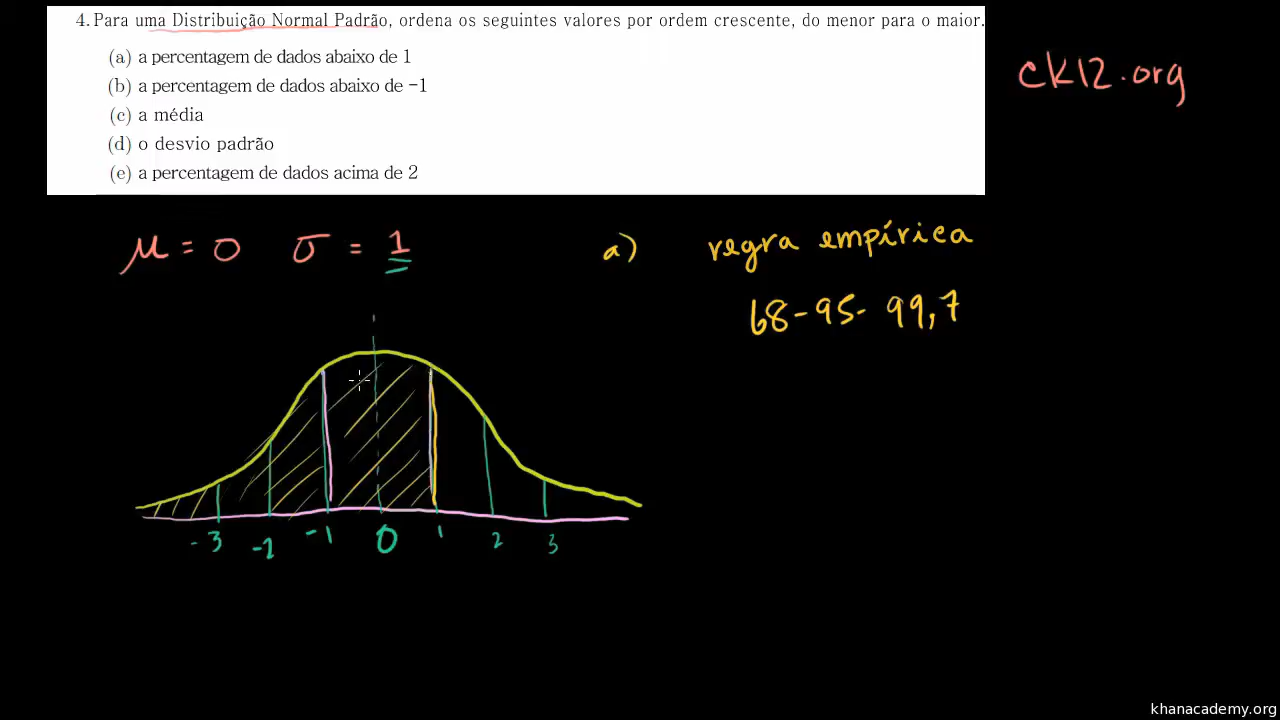 4. Para uma Distribuição Normal Padrão, ordena os seguintes valores por ordem crescente, do menor para o maior.
(a) a percentagem de dados abaixo de 1
(b) a percentagem de dados abaixo de −1
(c) a média
(d) o desvio padrão
(e) a percentagem de dados acima de 2
ck12.org
μ = 0 σ = 1
a) regra empírica
68-95-99,7
-3 -2 -1 0 1 2 3
khanacademy.org